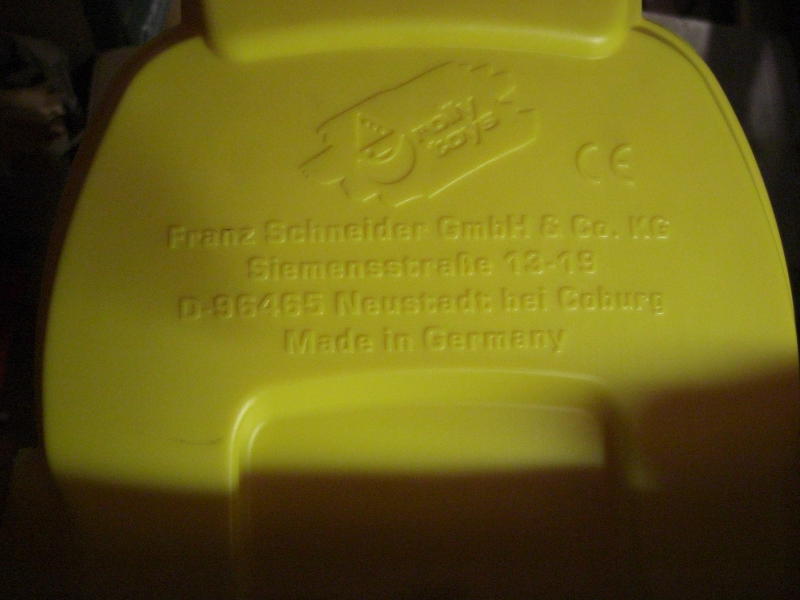 rolly
toys
CE
Franz Schneider GmbH & Co. KG
Siemensstraße 13-19
D-96465 Neustadt bei Coburg
Made in Germany